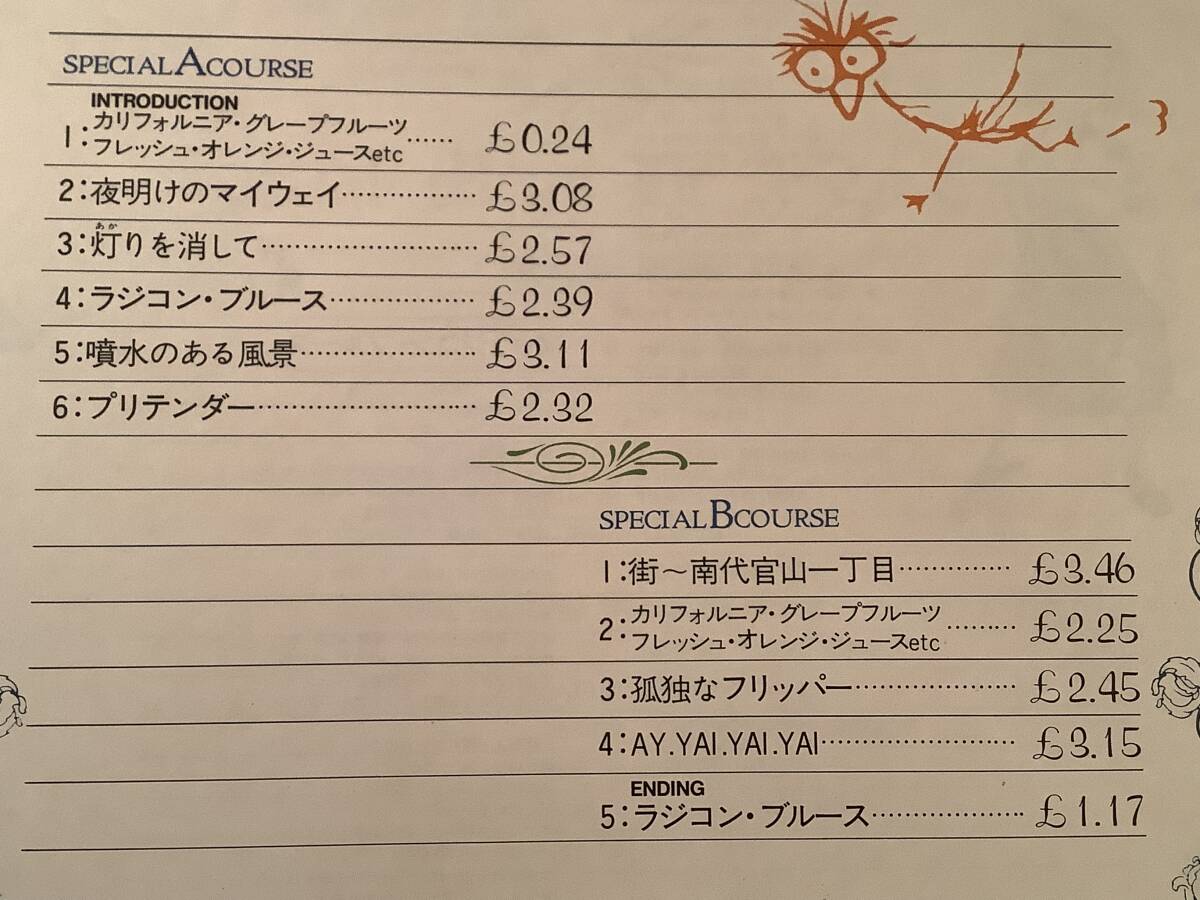 SPECIAL A COURSE
INTRODUCTION
1:カリフォルニア・グレープフルーツ
フレッシュ・オレンジ・ジュースetc…… £0.24
2:夜明けのマイウェイ……………… £3.08
あか
3:灯りを消して……………………… £2.57
4:ラジコン・ブルース……………… £2.39
5:噴水のある風景………………… £3.11
6:プリテンダー……………………… £2.32
SPECIAL B COURSE
1:街〜南代官山一丁目…………… £3.46
2:カリフォルニア・グレープフルーツ
フレッシュ・オレンジ・ジュースetc……… £2.25
3:孤独なフリッパー………………… £2.45
4:AY.YAI.YAI.YAI…………………… £3.15
ENDING
5:ラジコン・ブルース……………… £1.17